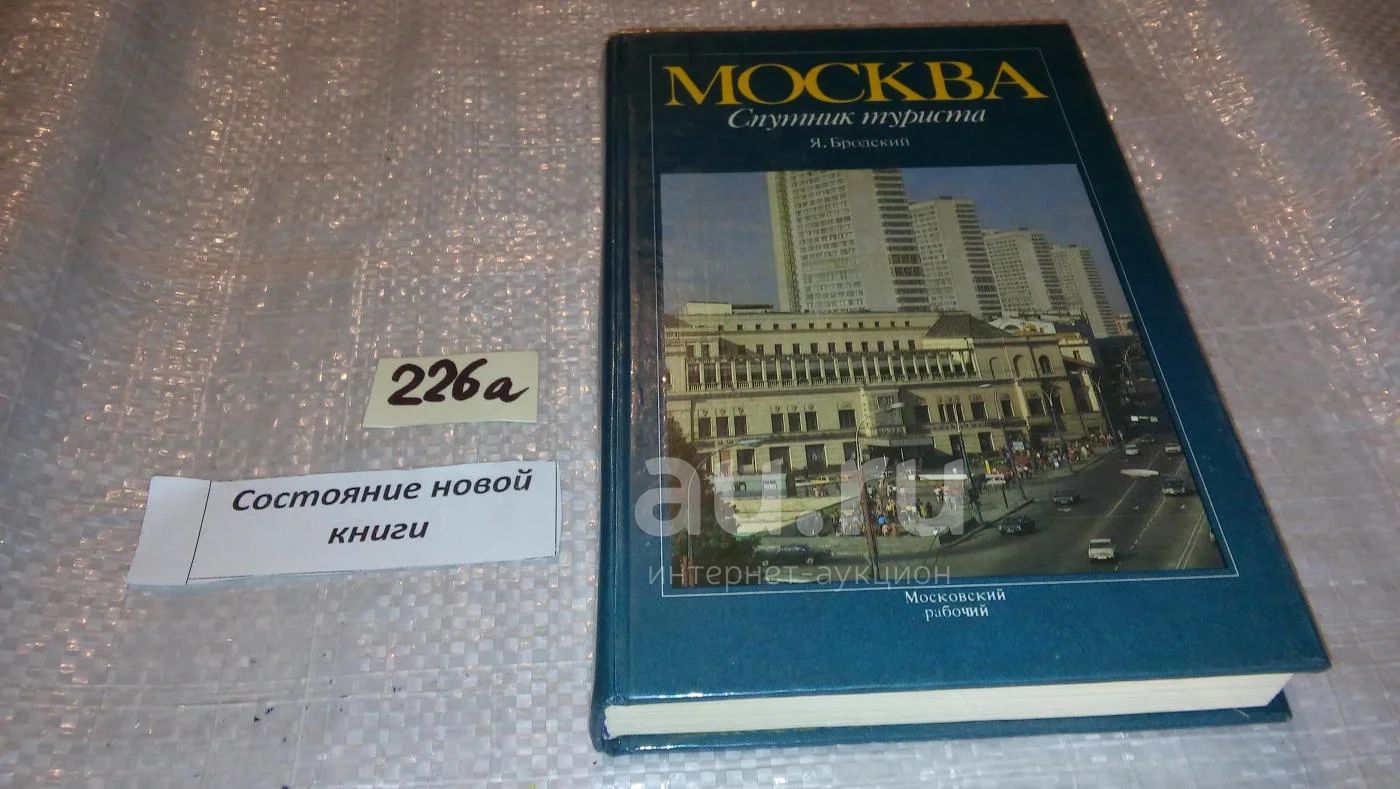 МОСКВА
Спутник туриста
Я. Бродский
226а
Состояние новой
книги
au.ru
интернет-аукцион
Московский
рабочий